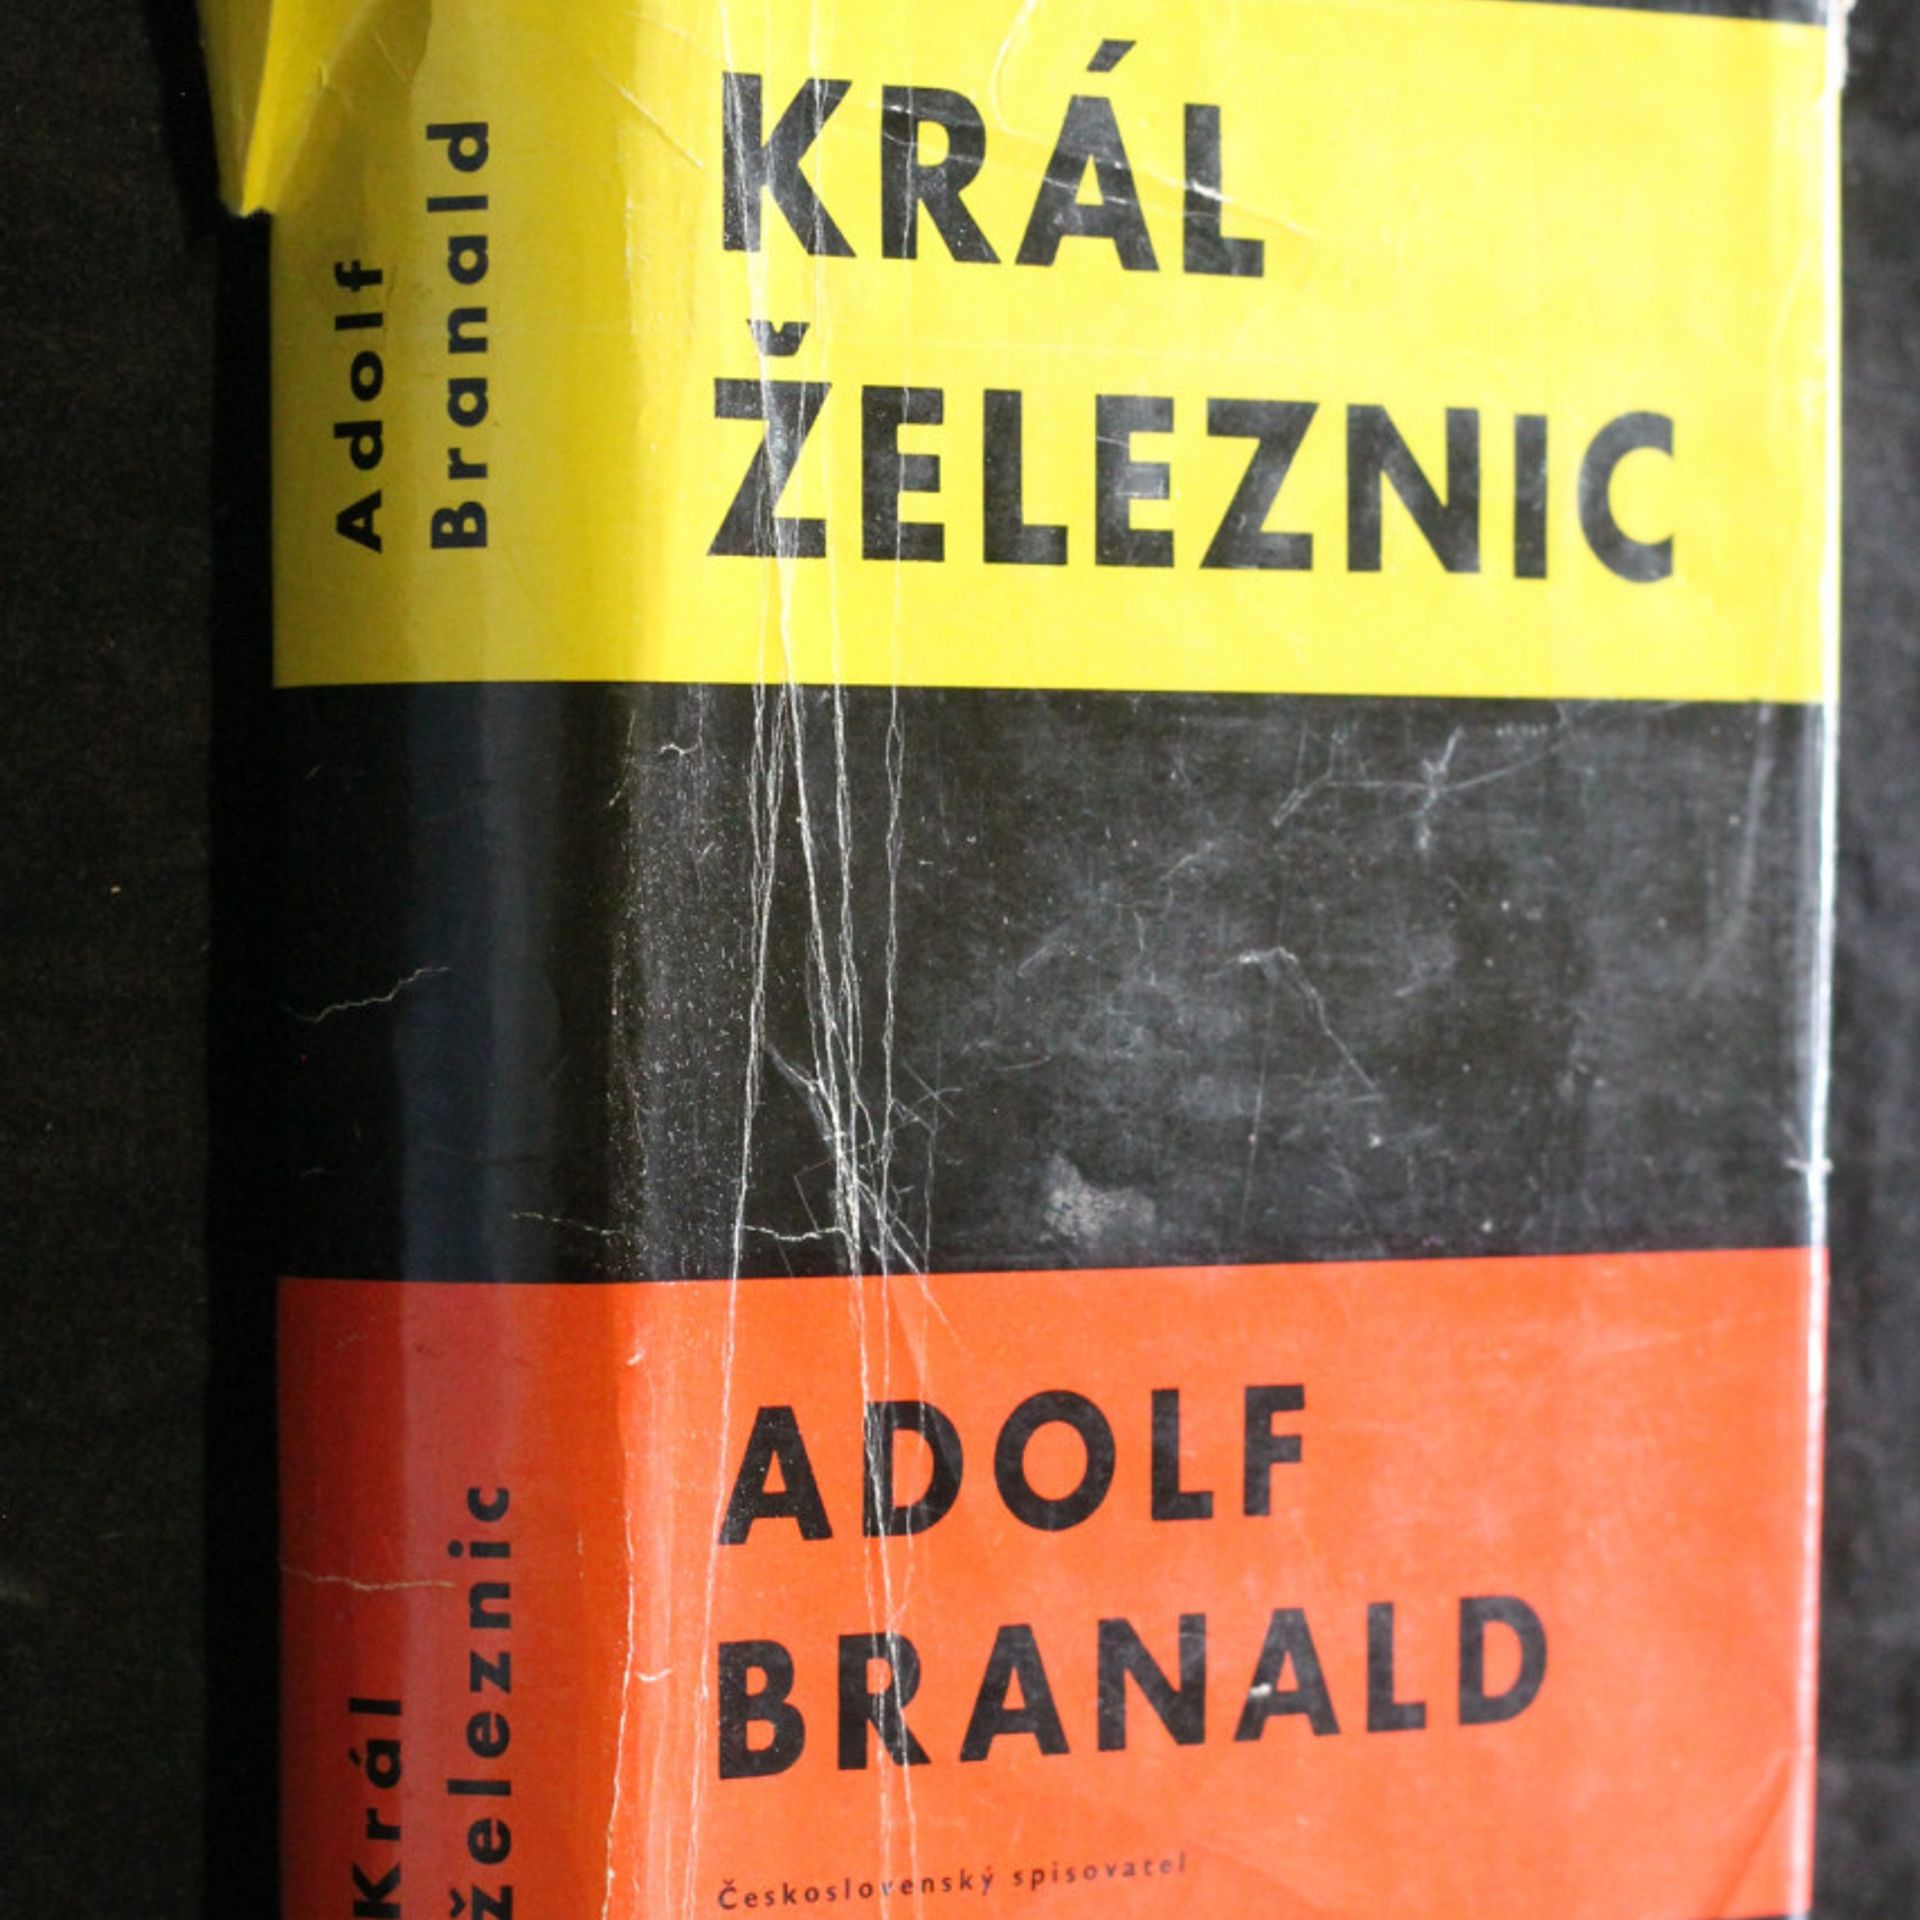 Adolf
Branald
Král
Železnic
KRÁL
ŽELEZNIC
ADOLF
BRANALD
Československý spisovatel